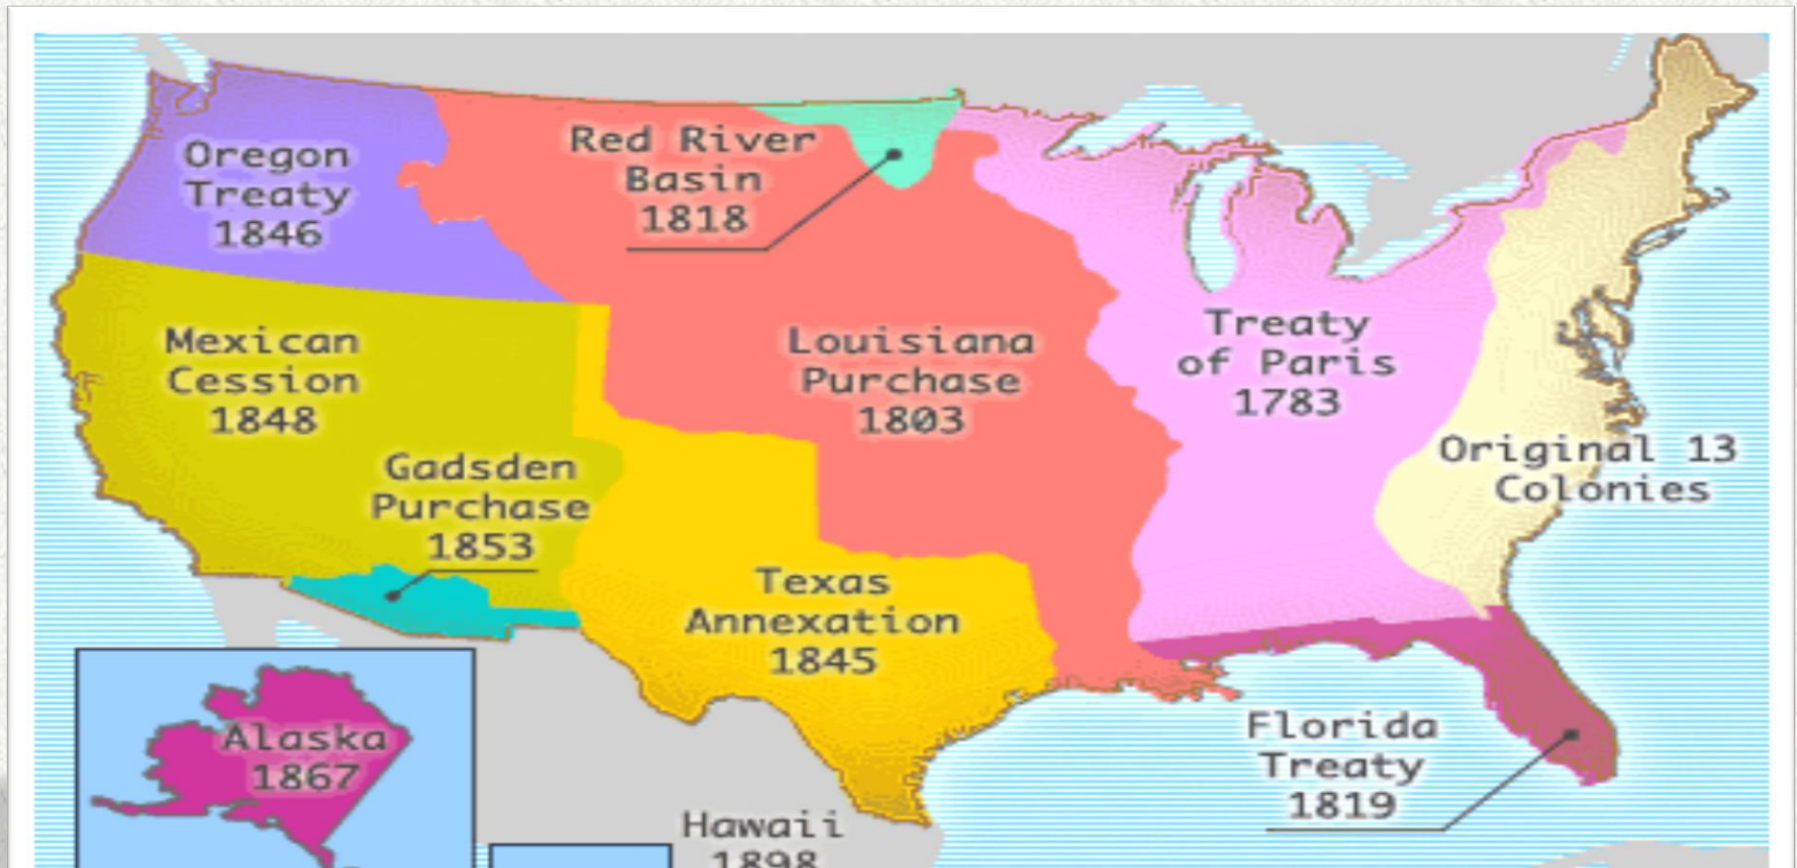 Oregon
Treaty
1846
Red River
Basin
1818
Mexican
Cession
1848
Louisiana
Purchase
1803
Treaty
of Paris
1783
Original 13
Colonies
Gadsden
Purchase
1853
Texas
Annexation
1845
Alaska
1867
Florida
Treaty
1819
Hawaii
1898